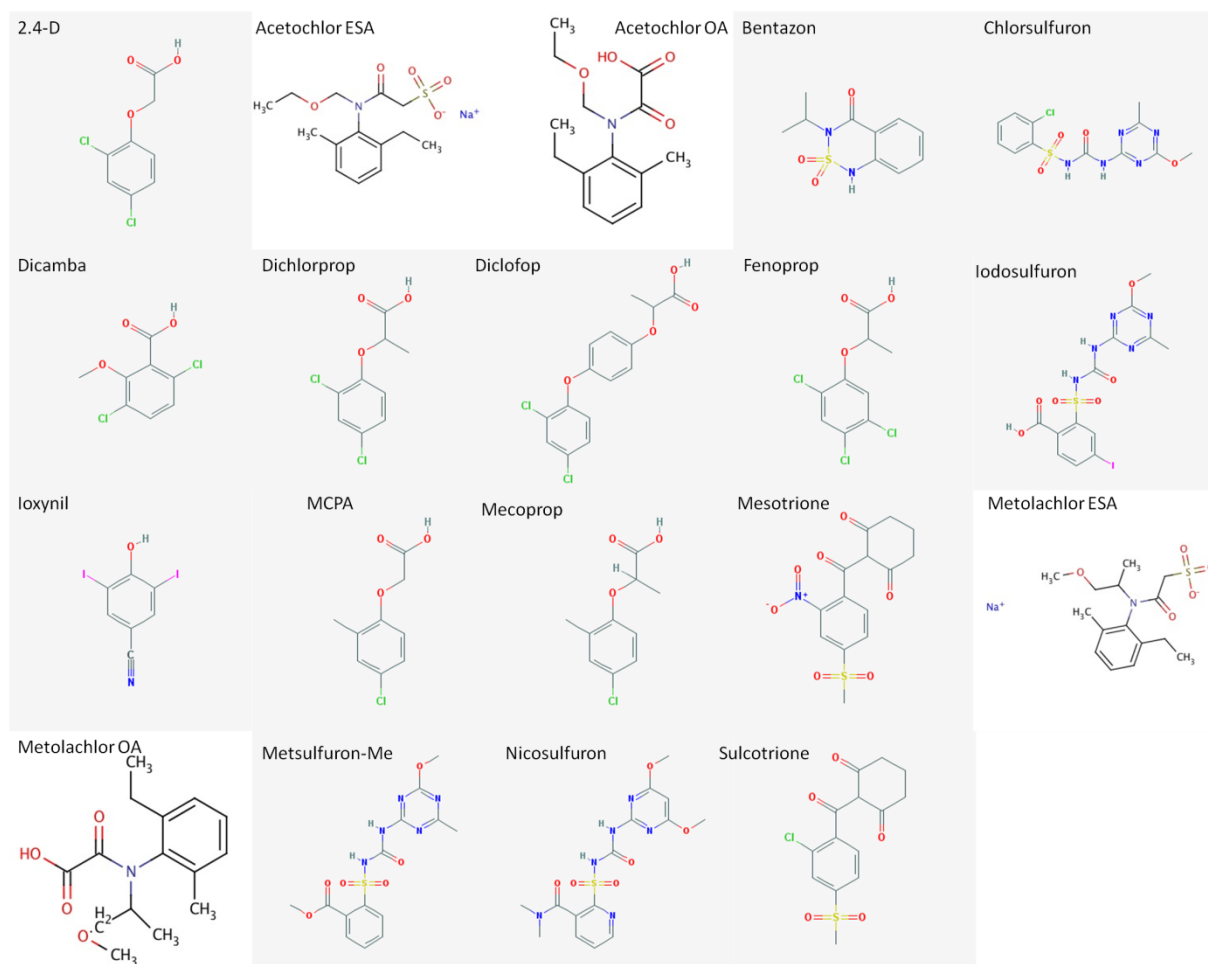 2.4-D
Acetochlor ESA
Acetochlor OA
Bentazon
Chlorsulfuron
Dicamba
Dichlorprop
Diclofop
Fenoprop
Iodosulfuron
Ioxynil
MCPA
Mecoprop
Mesotrione
Metolachlor ESA
Metolachlor OA
Metsulfuron-Me
Nicosulfuron
Sulcotrione